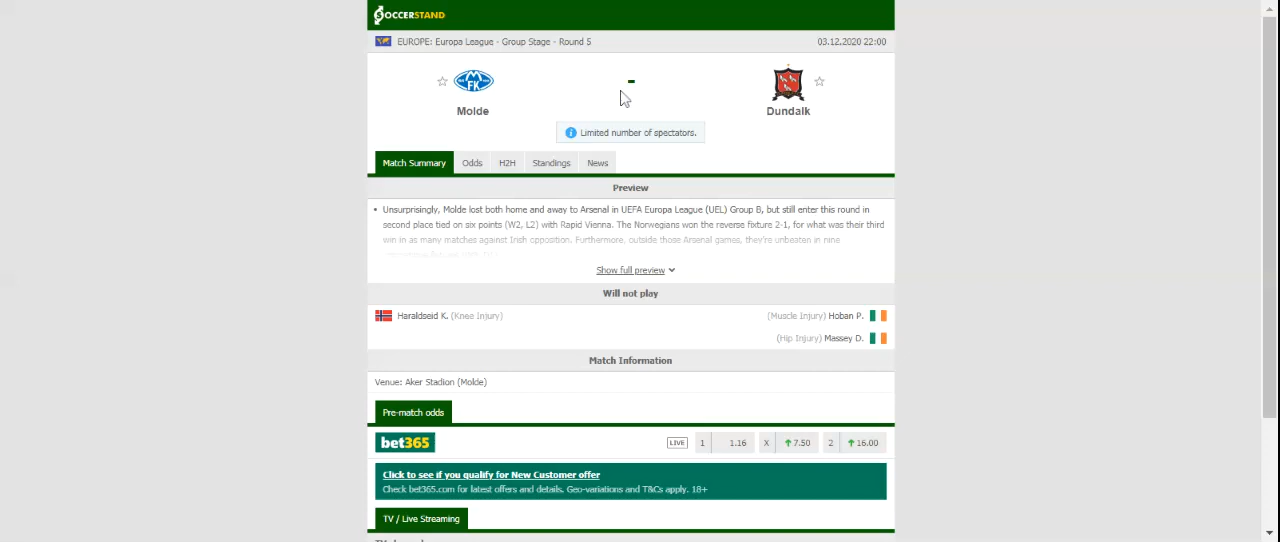 SOCCERSTAND
EUROPE: Europa League - Group Stage - Round 5 03.12.2020 22:00
-
Molde Dundalk
Limited number of spectators.
Match Summary Odds H2H Standings News
Preview
• Unsurprisingly, Molde lost both home and away to Arsenal in UEFA Europa League (UEL) Group B, but still enter this round in
second place tied on six points (W2, L2) with Rapid Vienna. The Norwegians won the reverse fixture 2-1, for what was their third
win in as many matches against Irish opposition. Furthermore, outside those Arsenal games, they're unbeaten in nine
Show full preview
Will not play
Haraldseid K. (Knee Injury) (Muscle Injury) Hoban P.
(Hip Injury) Massey D.
Match Information
Venue: Aker Stadion (Molde)
Pre-match odds
bet365 LIVE 1 1.16 X 7.50 2 16.00
Click to see if you qualify for New Customer offer
Check bet365.com for latest offers and details. Geo-variations and T&Cs apply. 18+
TV / Live Streaming